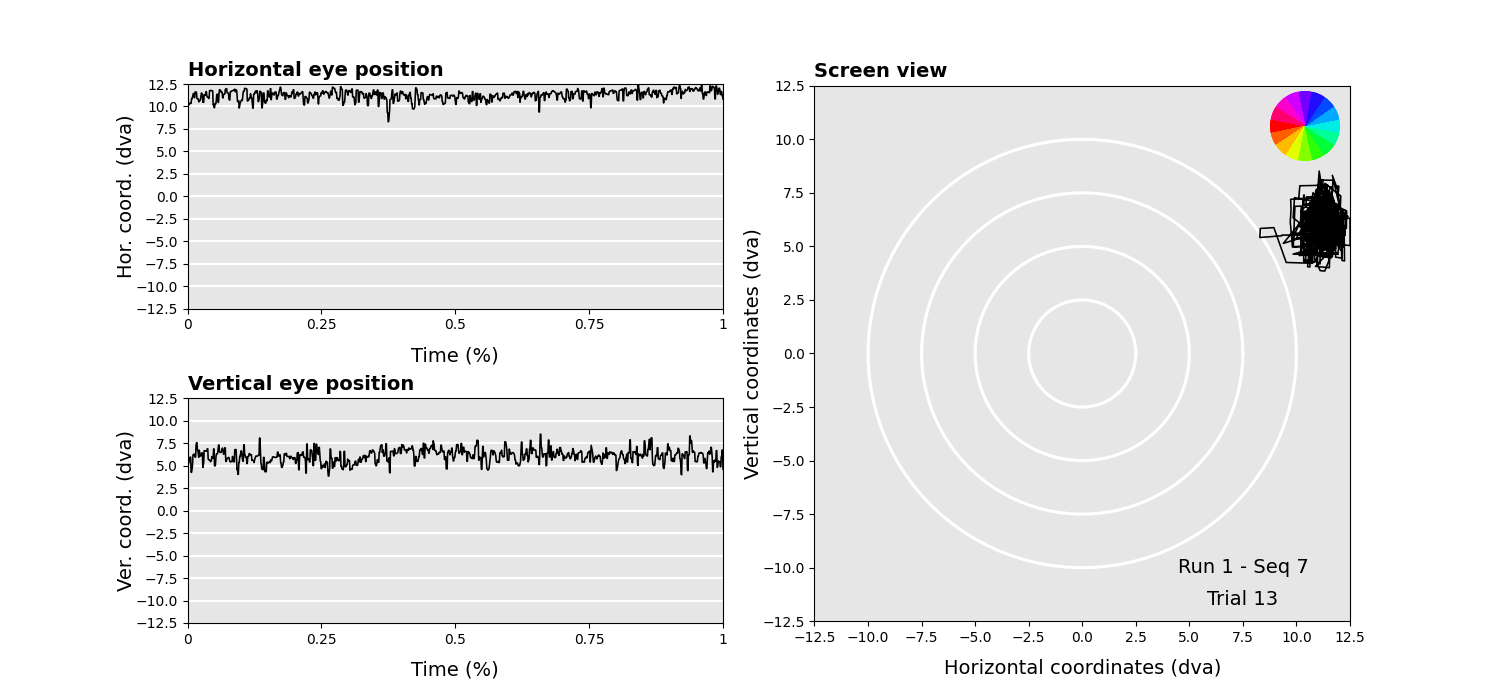 Horizontal eye position
12.5
10.0
7.5
5.0
2.5
0.0
−2.5
−5.0
−7.5
−10.0
−12.5
Hor. coord. (dva)
0 0.25 0.5 0.75 1
Time (%)
Vertical eye position
12.5
10.0
7.5
5.0
2.5
0.0
−2.5
−5.0
−7.5
−10.0
−12.5
Ver. coord. (dva)
0 0.25 0.5 0.75 1
Time (%)
Screen view
12.5
10.0
7.5
5.0
2.5
0.0
−2.5
−5.0
−7.5
−10.0
−12.5
Vertical coordinates (dva)
Run 1 - Seq 7
Trial 13
−12.5 −10.0 −7.5 −5.0 −2.5 0.0 2.5 5.0 7.5 10.0 12.5
Horizontal coordinates (dva)